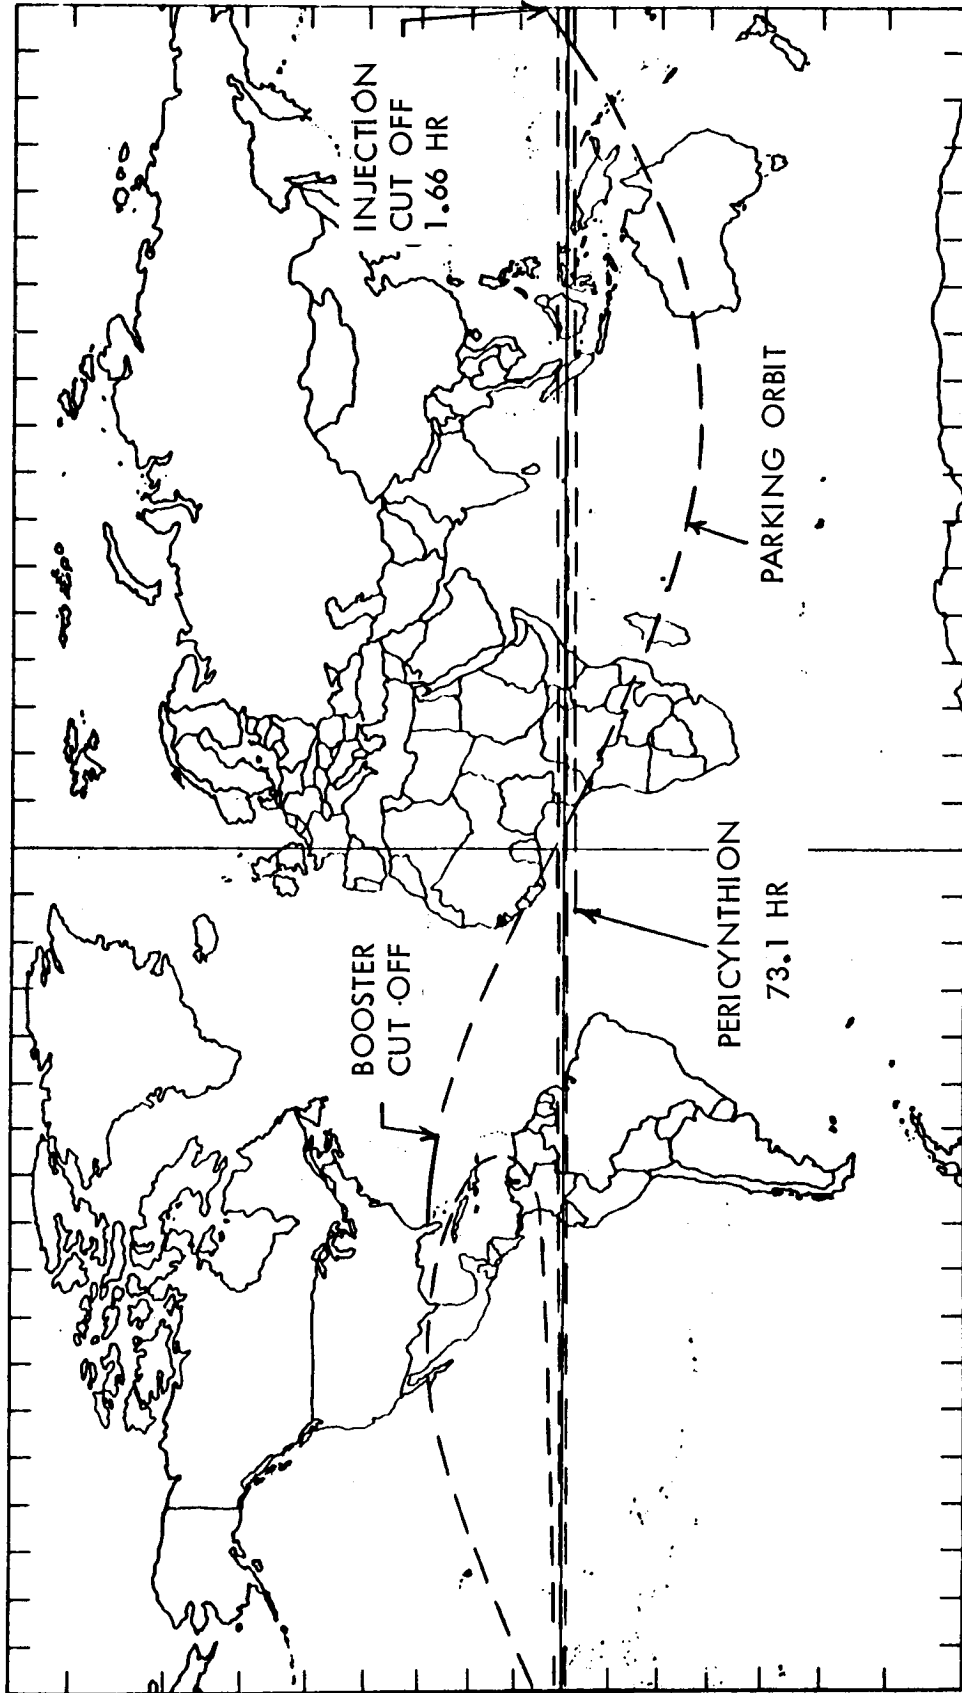 INJECTION
CUT OFF
1.66 HR
BOOSTER
CUT OFF
PARKING ORBIT
PERICYNTHION
73.1 HR